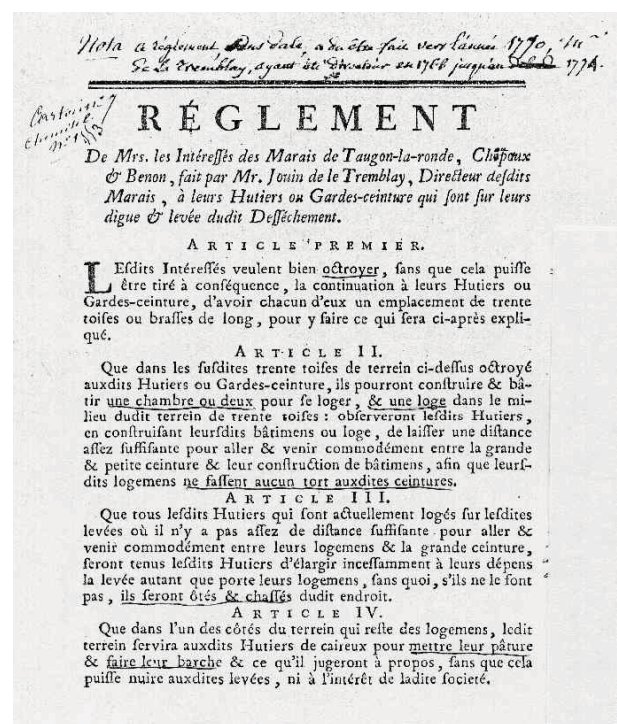 Nota ce réglement, sans date, a du être fait vers l'année 1770, Mr
de Le Tremblay, ayant été Directeur en 1766 jusqu'en 1774.
RÉGLEMENT
De Mrs. les Intéreſſés des Marais de Taugon-la-ronde, Choupoux
& Benon, fait par Mr. Jouin de le Tremblay, Directeur deſdits
Marais, à leurs Hutiers ou Gardes-ceinture qui ſont ſur leurs
digue & levée dudit Deſſéchement.
ARTICLE PREMIER.
LEſdits Intéreſſés veulent bien octroyer, ſans que cela puiſſe
être tiré à conſéquence, la continuation à leurs Hutiers ou
Gardes-ceinture, d'avoir chacun d'eux un emplacement de trente
toiſes ou braſſes de long, pour y faire ce qui ſera ci-après expli-
qué.
ARTICLE II.
Que dans les ſuſdites trente toiſes de terrein ci-deſſus octroyé
auxdits Hutiers ou Gardes-ceinture, ils pourront conſtruire & bâ-
tir une chambre ou deux pour ſe loger, & une loge dans le mi-
lieu dudit terrein de trente toiſes : obſerveront leſdits Hutiers,
en conſtruiſant leurſdits bâtimens ou loge, de laiſſer une diſtance
aſſez ſuffiſante pour aller & venir commodément entre la grande
& petite ceinture & leur conſtruction de bâtimens, afin que leurſ-
dits logemens ne faſſent aucun tort auxdites ceintures.
ARTICLE III.
Que tous leſdits Hutiers qui ſont actuellement logés ſur leſdites
levées où il n'y a pas aſſez de diſtance ſuffiſante pour aller &
venir commodément entre leurs logemens & la grande ceinture,
ſeront tenus leſdits Hutiers d'élargir inceſſamment à leurs dépens
la levée autant que porte leurs logemens, ſans quoi, s'ils ne le font
pas, ils ſeront ôtés & chaſſés dudit endroit.
ARTICLE IV.
Que dans l'un des côtés du terrein qui reſte des logemens, ledit
terrein ſervira auxdits Hutiers de caireux pour mettre leur pâture
& faire leur barche & ce qu'il jugeront à propos, ſans que cela
puiſſe nuire auxdites levées, ni à l'intérêt de ladite ſocieté.